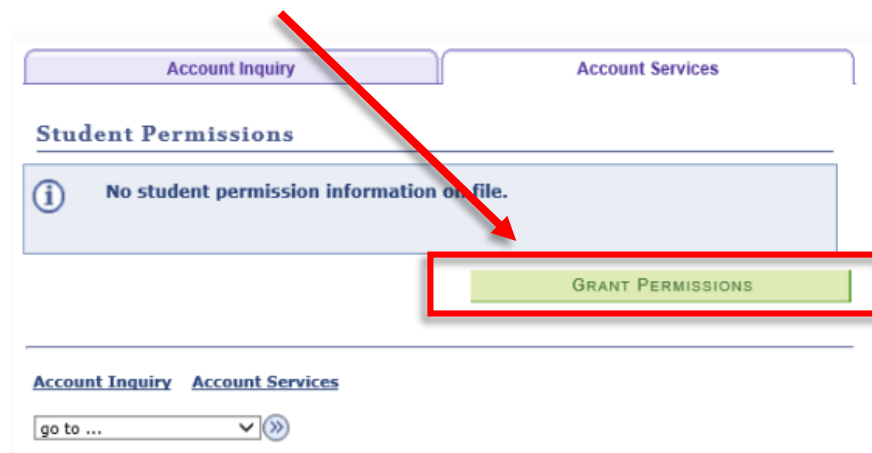 Account Inquiry Account Services
Student Permissions
No student permission information on file.
GRANT PERMISSIONS
Account Inquiry Account Services
go to ...